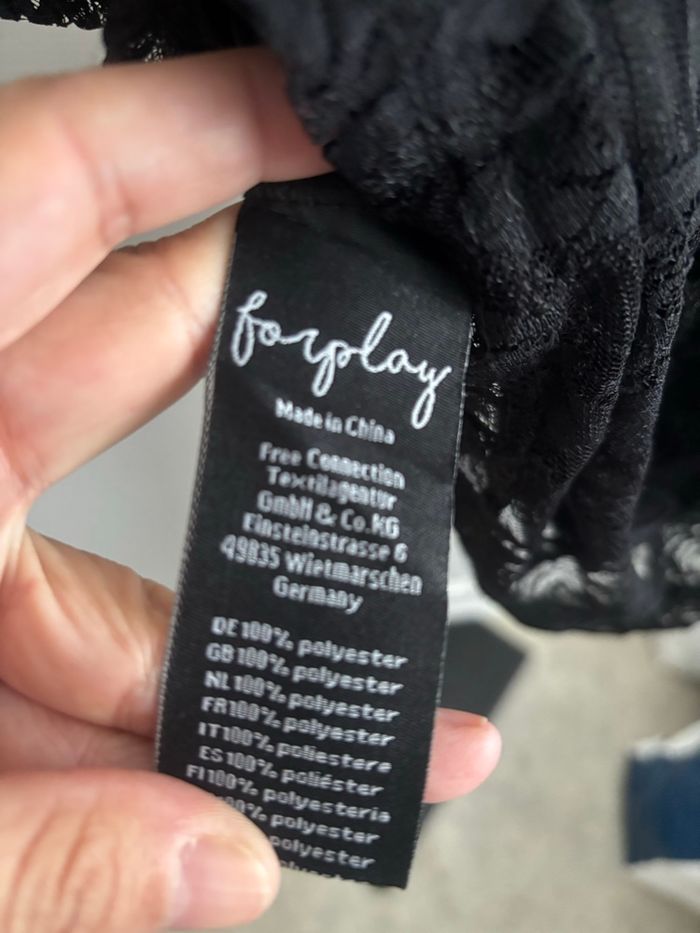 forplay
Made in China
Free Connection
Textilagentur
GmbH & Co.KG
Einsteinstrasse 6
49835 Wietmarschen
Germany
DE 100% polyester
GB 100% polyester
NL 100% polyester
FR 100% polyester
IT 100% poliestere
ES 100% poliéster
FI 100% polyesteria
100% polyester
polyester